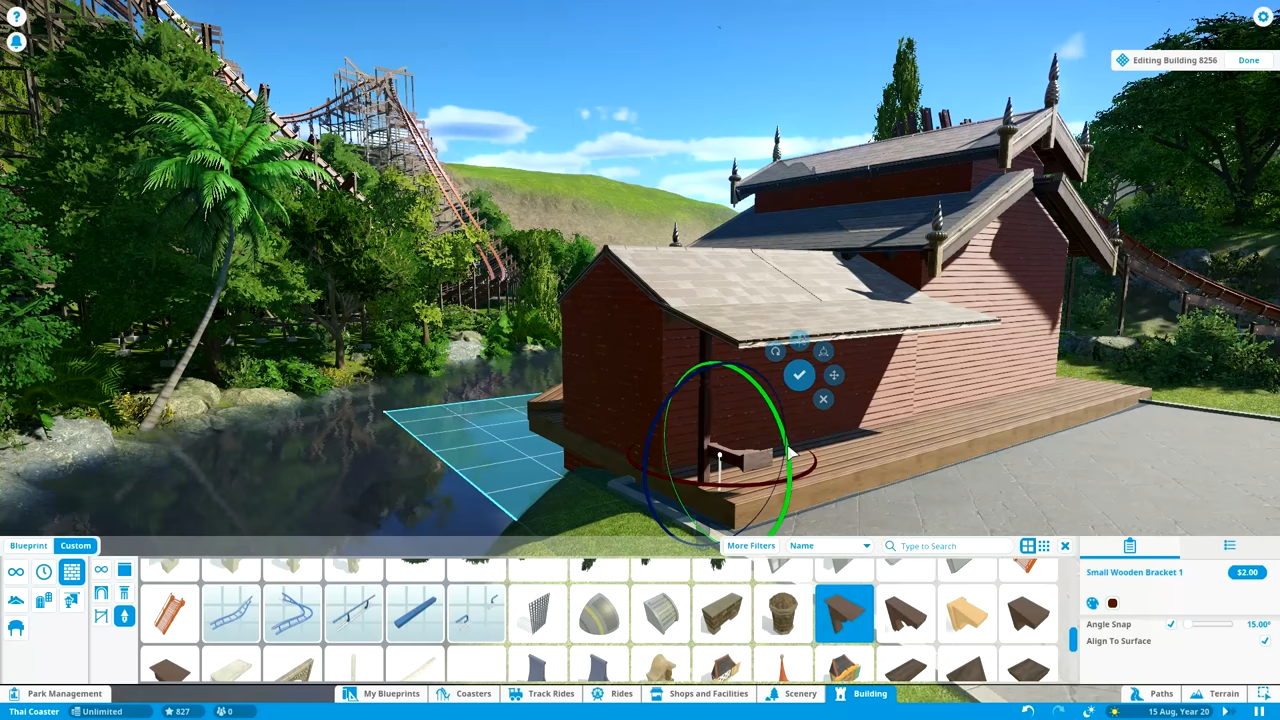 ?
Editing Building 8256 Done
Blueprint Custom
More Filters Name Type to Search
Small Wooden Bracket 1 $2.00
Angle Snap 15.00°
Align To Surface
Park Management My Blueprints Coasters Track Rides Rides Shops and Facilities Scenery Building Paths Terrain
Thai Coaster Unlimited 827 0 15 Aug, Year 20